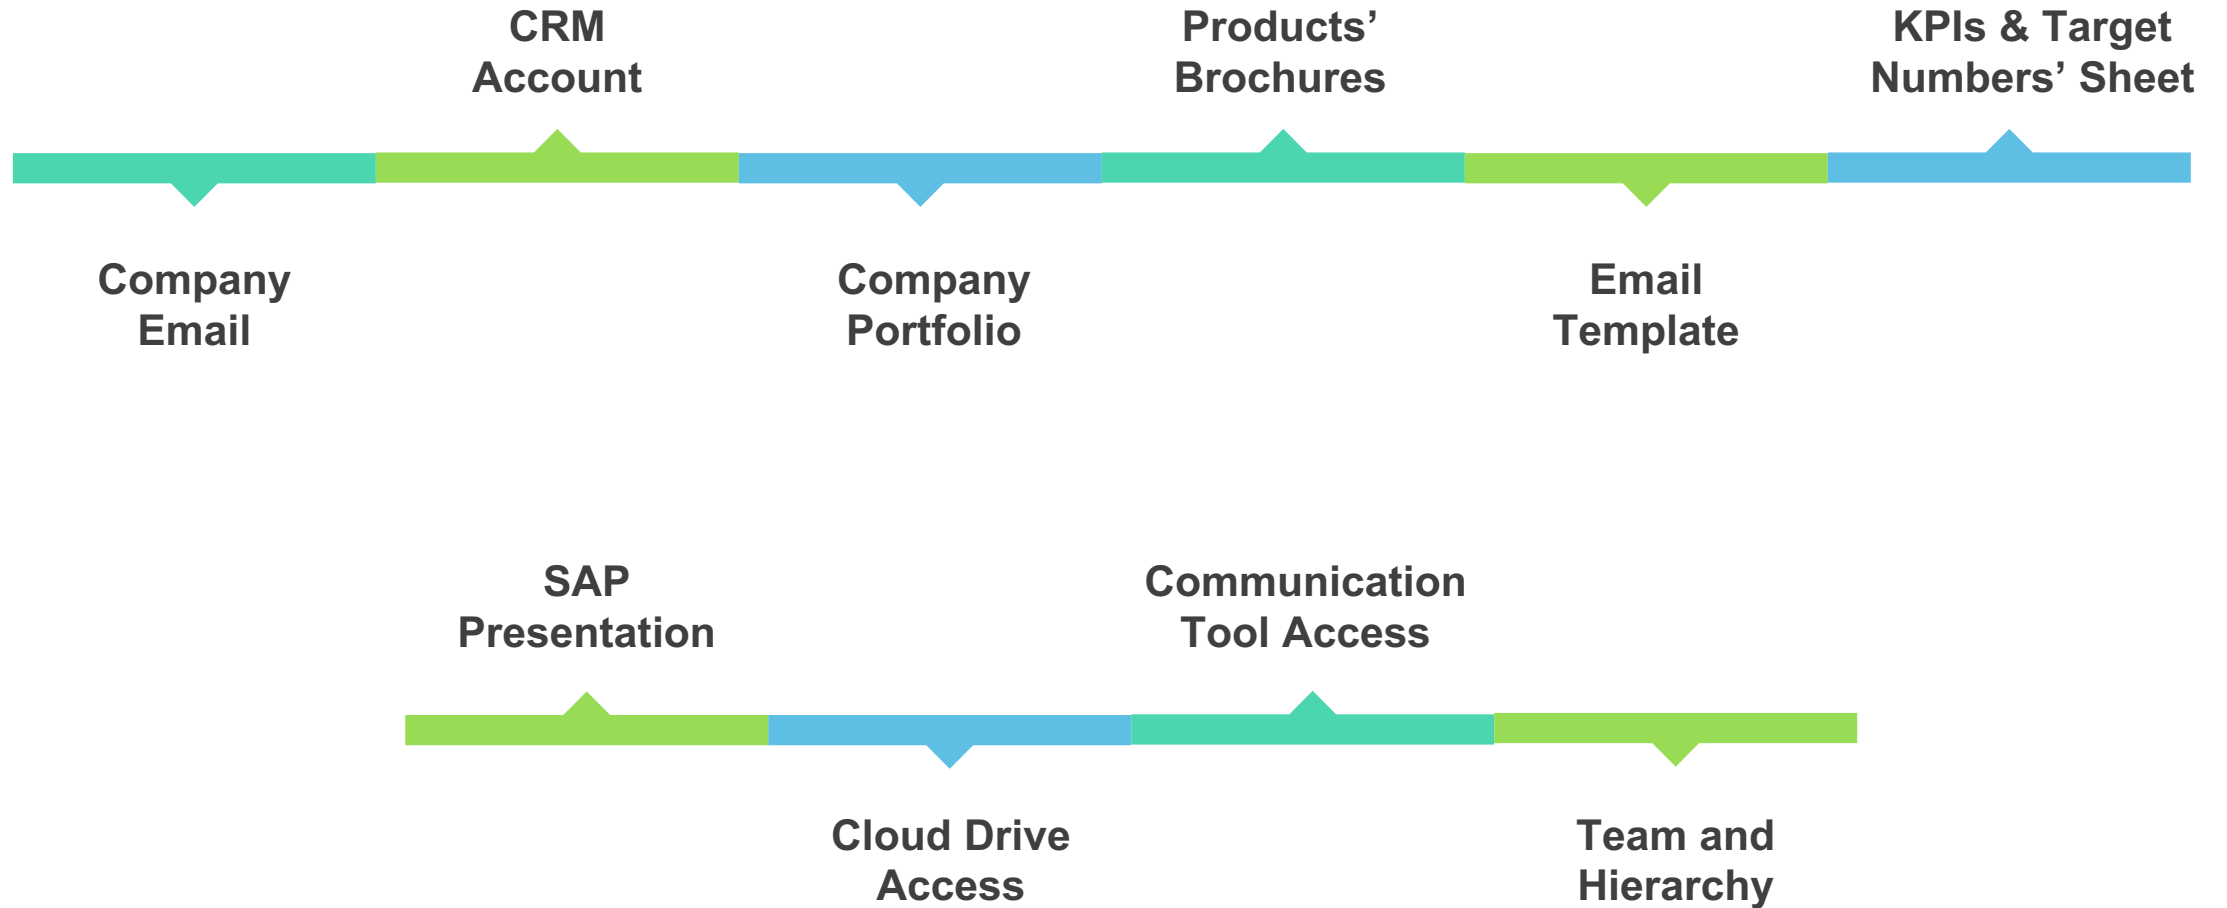 CRM
Account
Products’
Brochures
KPIs & Target
Numbers’ Sheet
Company
Email
Company
Portfolio
Email
Template
SAP
Presentation
Communication
Tool Access
Cloud Drive
Access
Team and
Hierarchy